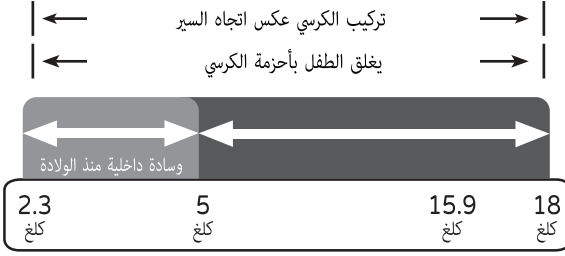 تركيب الكرسي عكس اتجاه السير
يغلق الطفل بأحزمة الكرسي
وسادة داخلية منذ الولادة
2.3 5 15.9 18
كلغ كلغ كلغ كلغ